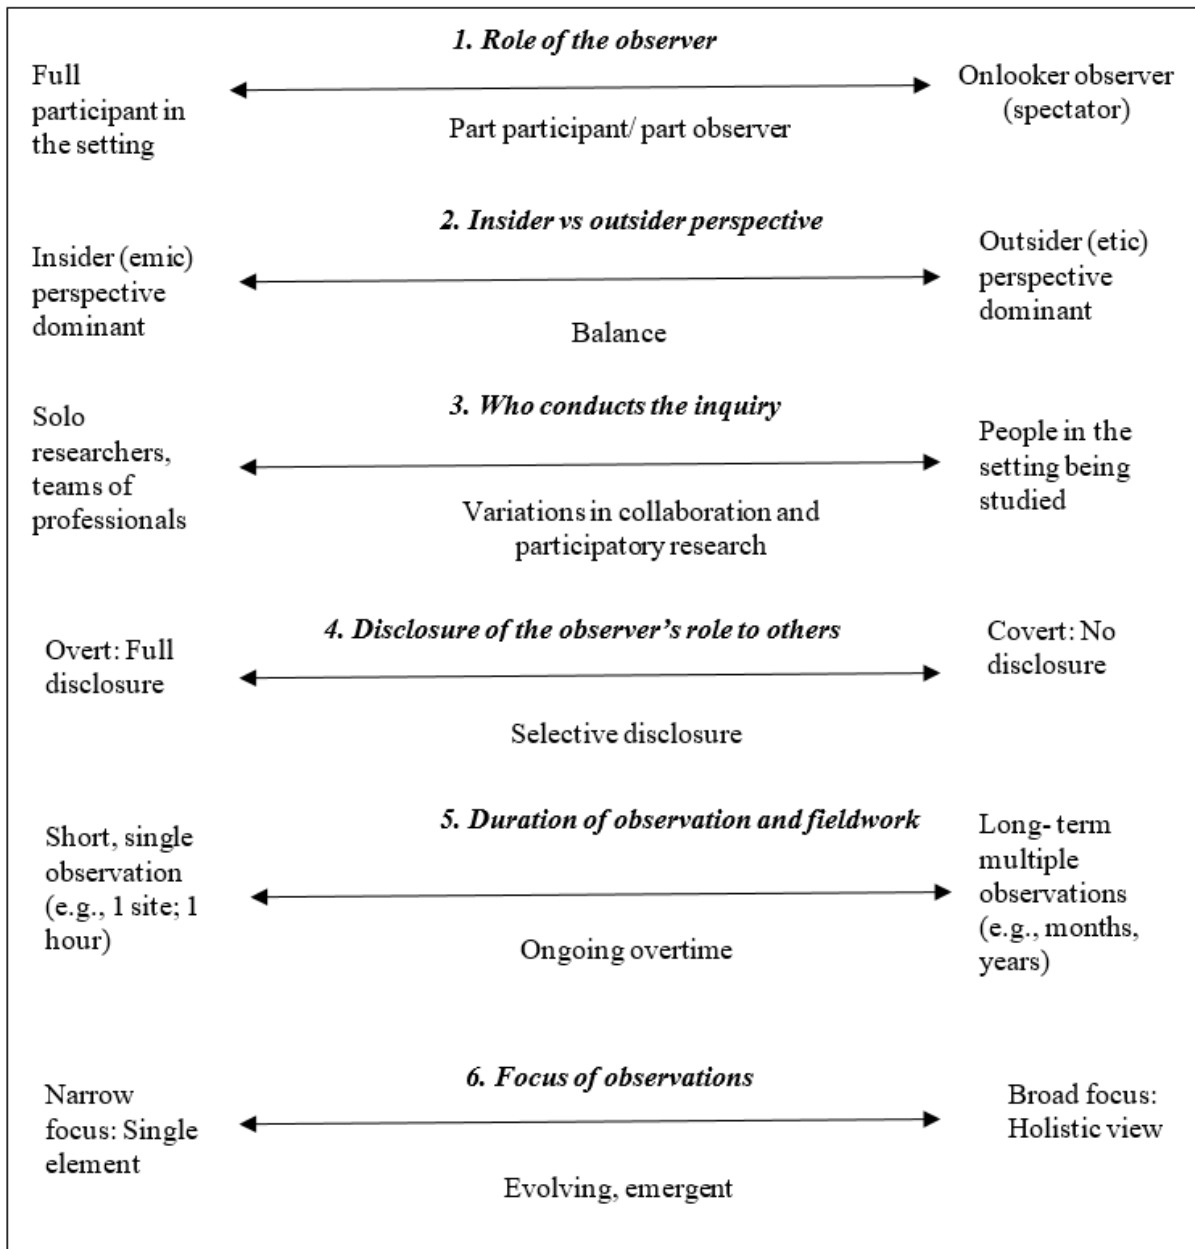 1. Role of the observer
Full
participant in
the setting
Onlooker observer
(spectator)
Part participant/ part observer
2. Insider vs outsider perspective
Insider (emic)
perspective
dominant
Outsider (etic)
perspective
dominant
Balance
3. Who conducts the inquiry
Solo
researchers,
teams of
professionals
People in the
setting being
studied
Variations in collaboration and
participatory research
4. Disclosure of the observer’s role to others
Overt: Full
disclosure
Covert: No
disclosure
Selective disclosure
5. Duration of observation and fieldwork
Short, single
observation
(e.g., 1 site; 1
hour)
Long- term
multiple
observations
(e.g., months,
years)
Ongoing overtime
6. Focus of observations
Narrow
focus: Single
element
Broad focus:
Holistic view
Evolving, emergent